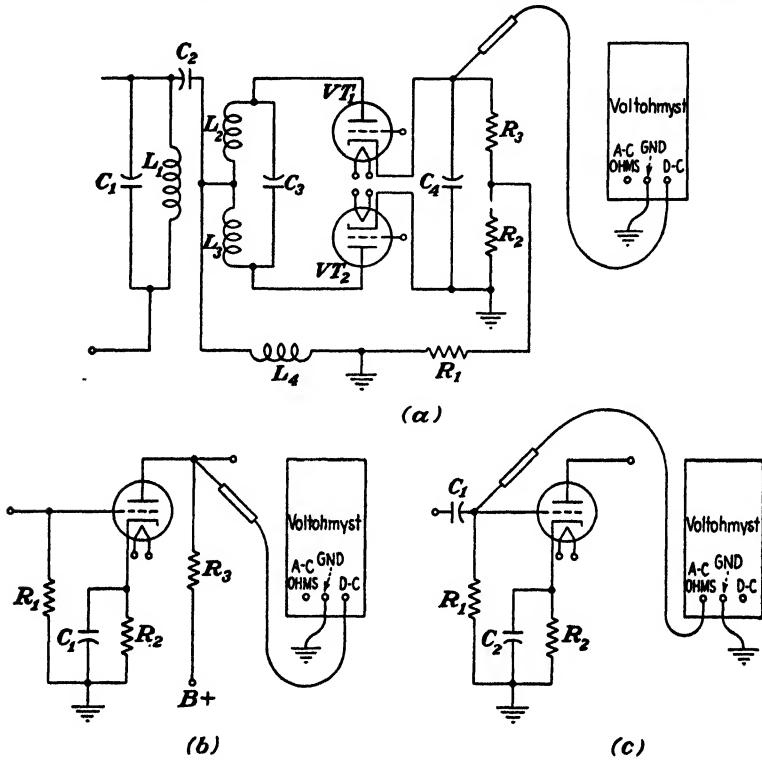 C₂
L₁
C₁
L₂
L₃
C₃
VT₁
VT₂
C₄
R₃
R₂
L₄
R₁
Voltohmyst
A-C GND
OHMS D-C
(a)
R₁
C₁
R₂
R₃
B+
Voltohmyst
A-C GND
OHMS D-C
(b)
C₁
R₁
C₂
R₂
Voltohmyst
A-C GND
OHMS D-C
(c)